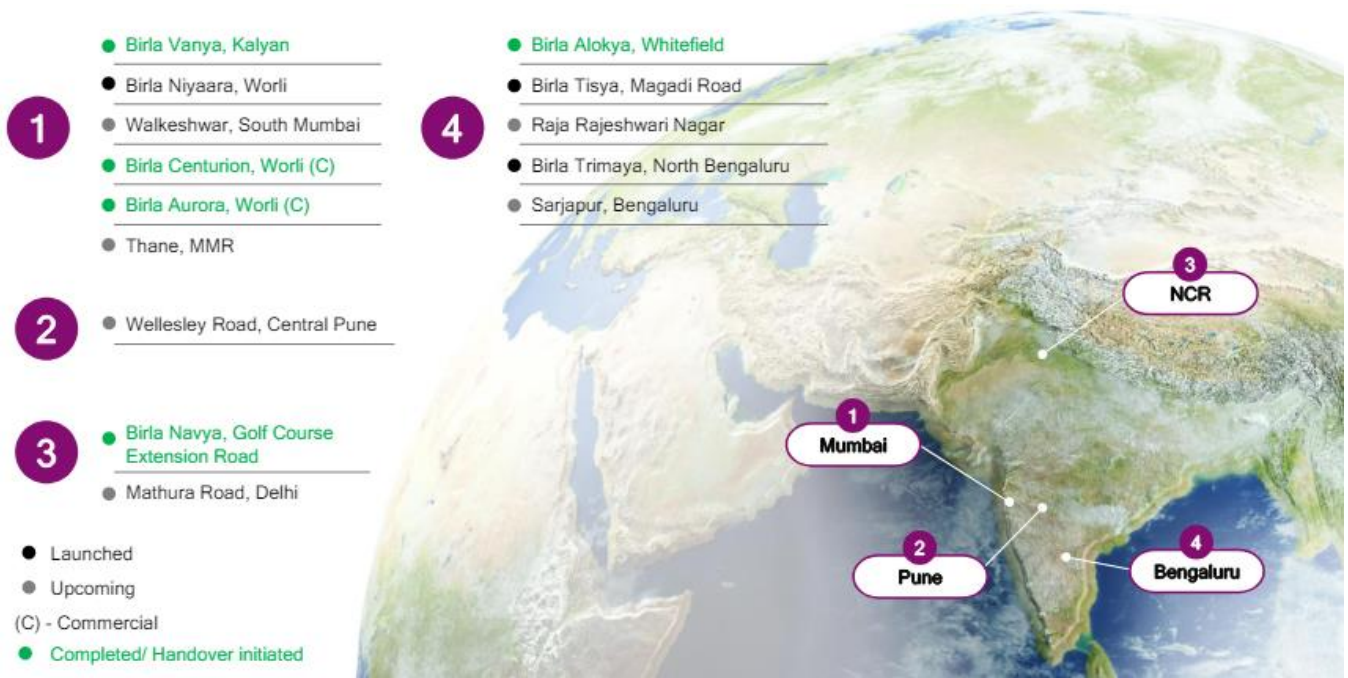 1
Birla Vanya, Kalyan
Birla Niyaara, Worli
Walkeshwar, South Mumbai
Birla Centurion, Worli (C)
Birla Aurora, Worli (C)
Thane, MMR
2
Wellesley Road, Central Pune
3
Birla Navya, Golf Course
Extension Road
Mathura Road, Delhi
Launched
Upcoming
(C) - Commercial
Completed/ Handover initiated
4
Birla Alokya, Whitefield
Birla Tisya, Magadi Road
Raja Rajeshwari Nagar
Birla Trimaya, North Bengaluru
Sarjapur, Bengaluru
3
NCR
1
Mumbai
2
Pune
4
Bengaluru